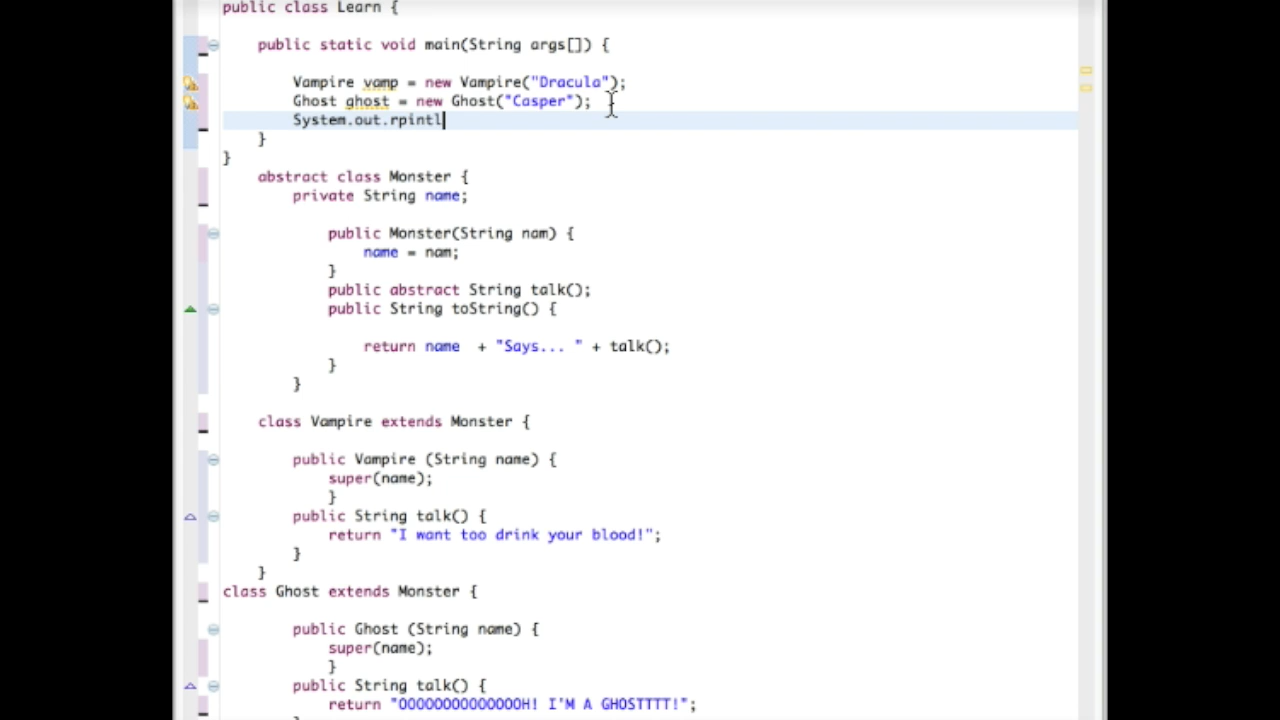 public class Learn {
public static void main(String args[]) {
Vampire vamp = new Vampire("Dracula");
Ghost ghost = new Ghost("Casper");
System.out.rpintl
}
}
abstract class Monster {
private String name;
public Monster(String nam) {
name = nam;
}
public abstract String talk();
public String toString() {
return name  + "Says... " + talk();
}
}
class Vampire extends Monster {
public Vampire (String name) {
super(name);
}
public String talk() {
return "I want too drink your blood!";
}
}
class Ghost extends Monster {
public Ghost (String name) {
super(name);
}
public String talk() {
return "OOOOOOOOOOOOOOH! I'M A GHOSTTTT!";